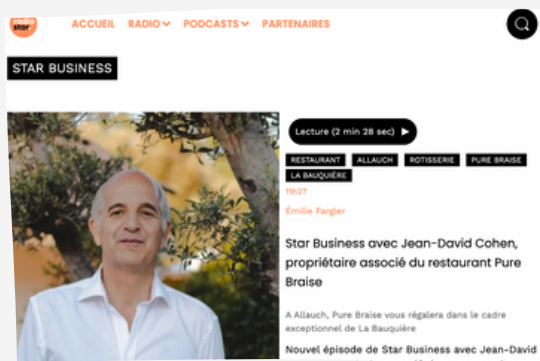 star
ACCUEIL RADIO PODCASTS PARTENAIRES
STAR BUSINESS
Lecture (2 min 28 sec)
RESTAURANT ALLAUCH ROTISSERIE PURE BRAISE
LA BAUQUIÈRE
11h27
Émilie Fargier
Star Business avec Jean-David Cohen,
propriétaire associé du restaurant Pure
Braise
A Allauch, Pure Braise vous régalera dans le cadre
exceptionnel de La Bauquière
Nouvel épisode de Star Business avec Jean-David